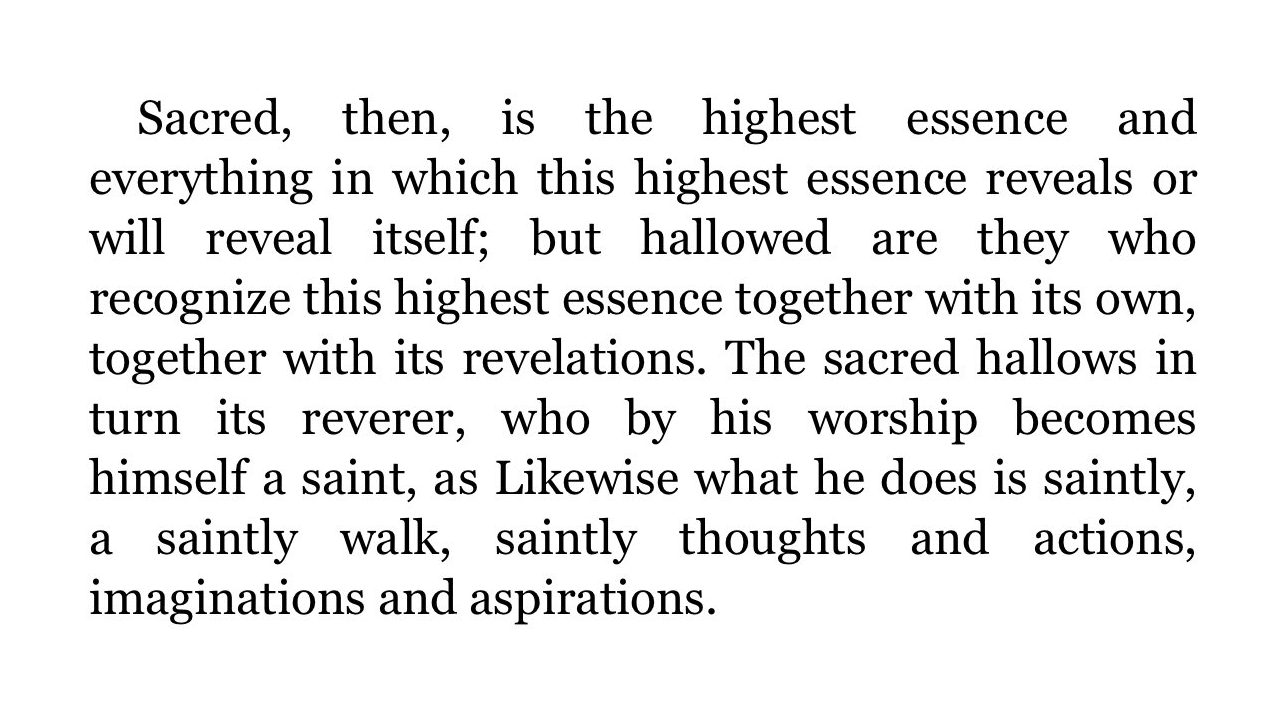 Sacred, then, is the highest essence and
everything in which this highest essence reveals or
will reveal itself; but hallowed are they who
recognize this highest essence together with its own,
together with its revelations. The sacred hallows in
turn its reverer, who by his worship becomes
himself a saint, as Likewise what he does is saintly,
a saintly walk, saintly thoughts and actions,
imaginations and aspirations.